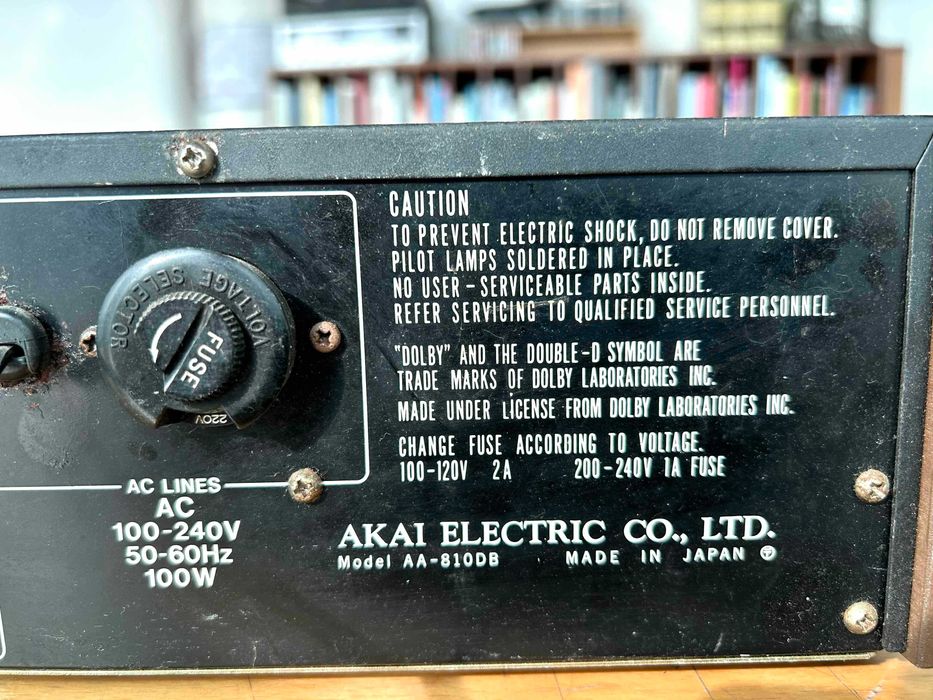 CAUTION
TO PREVENT ELECTRIC SHOCK, DO NOT REMOVE COVER.
PILOT LAMPS SOLDERED IN PLACE.
NO USER-SERVICEABLE PARTS INSIDE.
REFER SERVICING TO QUALIFIED SERVICE PERSONNEL.
"DOLBY" AND THE DOUBLE-D SYMBOL ARE
TRADE MARKS OF DOLBY LABORATORIES INC.
MADE UNDER LICENSE FROM DOLBY LABORATORIES INC.
CHANGE FUSE ACCORDING TO VOLTAGE.
100-120V 2A 200-240V 1A FUSE
VOLTAGE SELECTOR
FUSE
220V
AC LINES
AC
100-240V
50-60Hz
100W
AKAI ELECTRIC CO., LTD.
Model AA-810DB MADE IN JAPAN